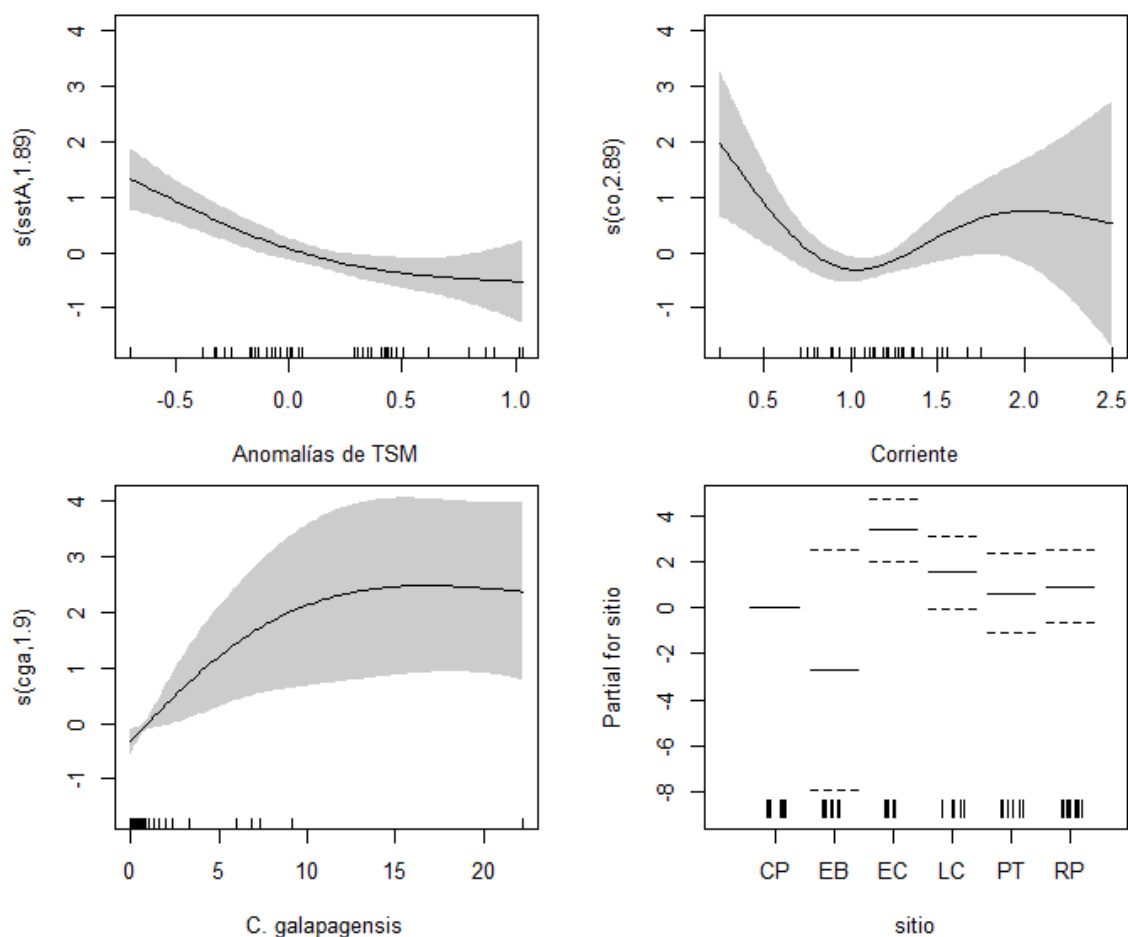 4
3
2
1
0
-1
s(sstA,1.89)
-0.5 0.0 0.5 1.0
Anomalías de TSM
4
3
2
1
0
-1
s(co,2.89)
0.5 1.0 1.5 2.0 2.5
Corriente
4
3
2
1
0
-1
s(cga,1.9)
0 5 10 15 20
C. galapagensis
4
2
0
-2
-4
-6
-8
Partial for sitio
CP EB EC LC PT RP
sitio